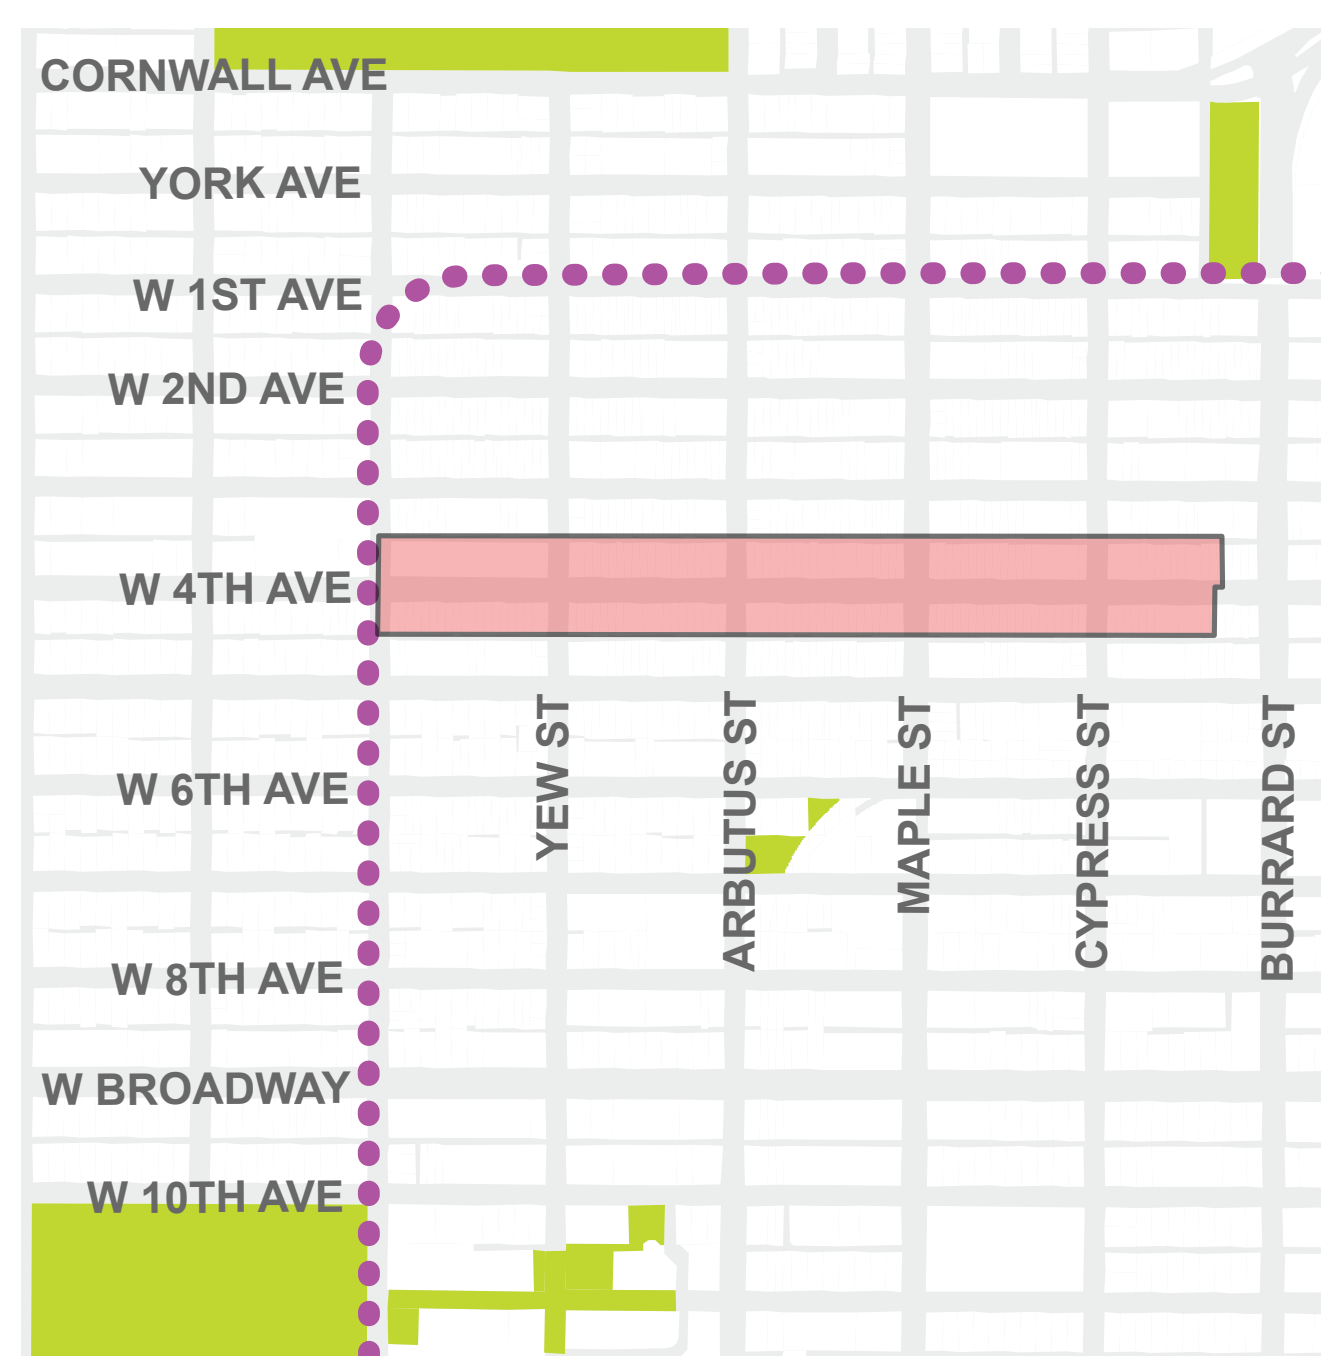 CORNWALL AVE
YORK AVE
W 1ST AVE
W 2ND AVE
W 4TH AVE
W 6TH AVE
W 8TH AVE
W BROADWAY
W 10TH AVE
YEW ST
ARBUTUS ST
MAPLE ST
CYPRESS ST
BURRARD ST